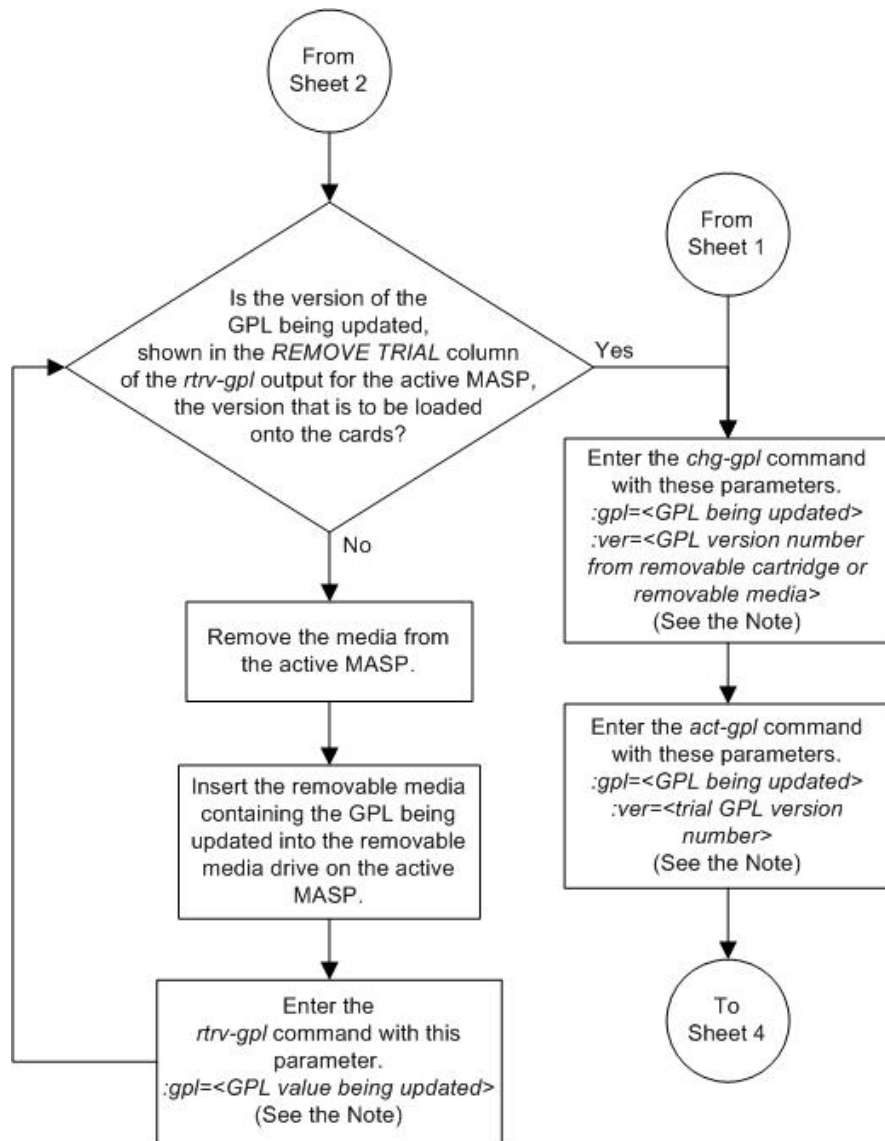 From
Sheet 2
Is the version of the
GPL being updated,
shown in the REMOVE TRIAL column
of the rtrv-gpl output for the active MASP,
the version that is to be loaded
onto the cards?
Yes
No
Remove the media from
the active MASP.
Insert the removable media
containing the GPL being
updated into the removable
media drive on the active
MASP.
Enter the
rtrv-gpl command with this
parameter.
:gpl=<GPL value being updated>
(See the Note)
From
Sheet 1
Enter the chg-gpl command
with these parameters.
:gpl=<GPL being updated>
:ver=<GPL version number
from removable cartridge or
removable media>
(See the Note)
Enter the act-gpl command
with these parameters.
:gpl=<GPL being updated>
:ver=<trial GPL version
number>
(See the Note)
To
Sheet 4